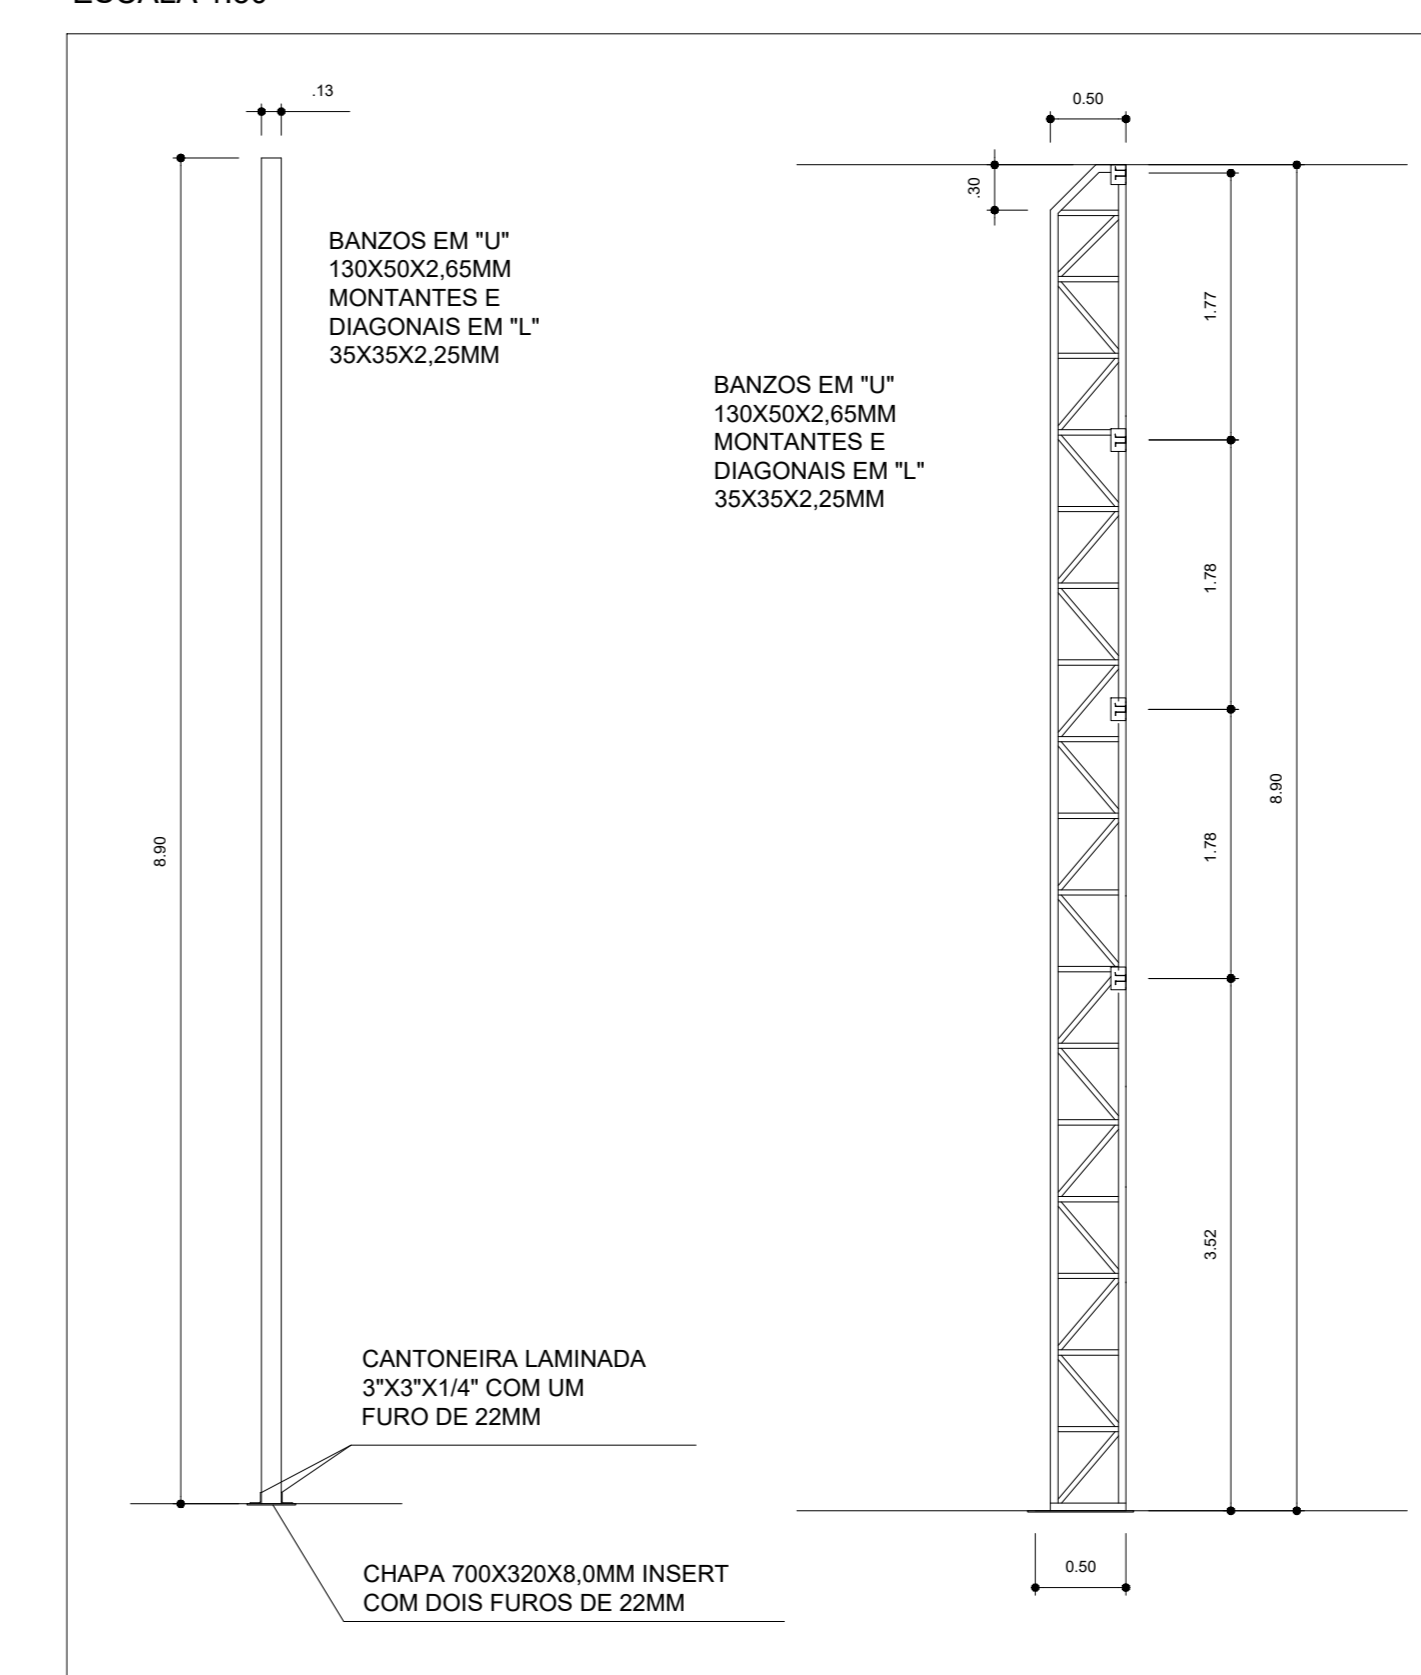 .13
8.90
BANZOS EM "U"
130X50X2,65MM
MONTANTES E
DIAGONAIS EM "L"
35X35X2,25MM
CANTONEIRA LAMINADA
3"X3"X1/4" COM UM
FURO DE 22MM
CHAPA 700X320X8,0MM INSERT
COM DOIS FUROS DE 22MM
BANZOS EM "U"
130X50X2,65MM
MONTANTES E
DIAGONAIS EM "L"
35X35X2,25MM
0.50
.30
1.77
1.78
1.78
3.52
8.90
0.50